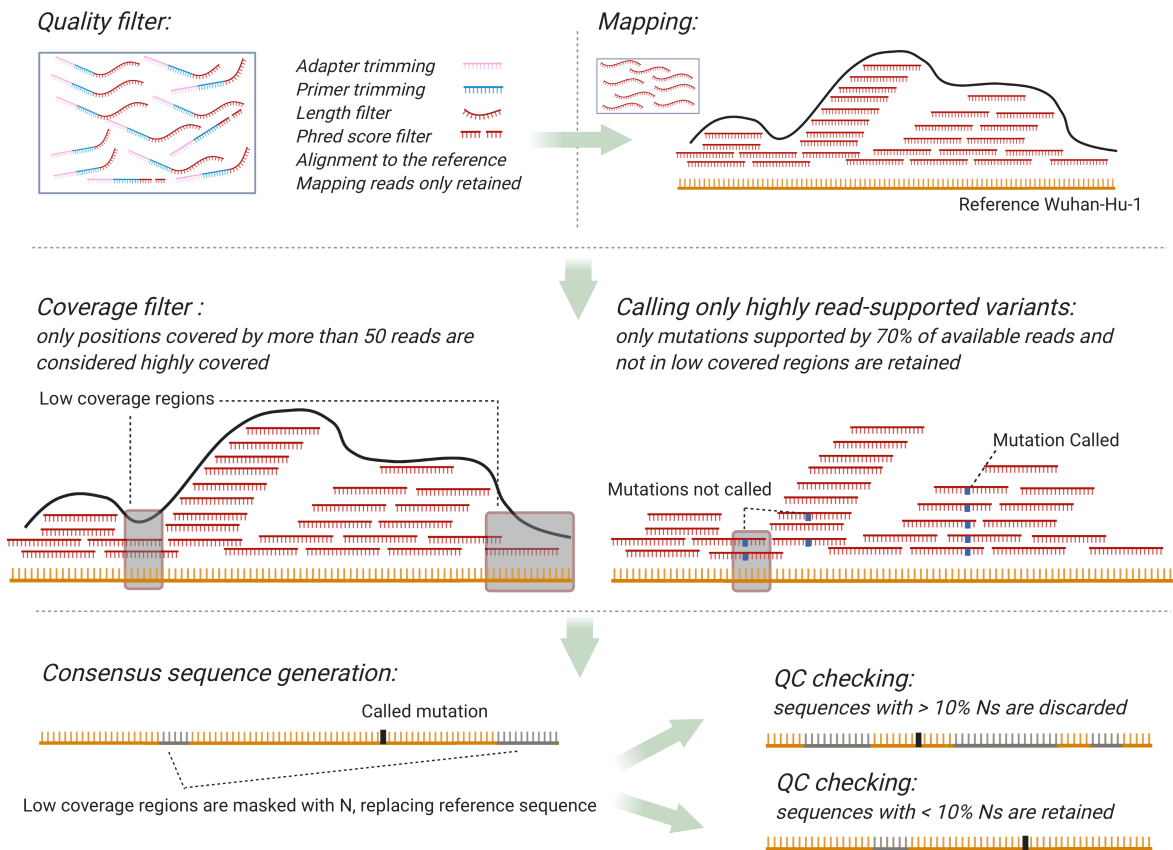 Quality filter:
Adapter trimming
Primer trimming
Length filter
Phred score filter
Alignment to the reference
Mapping reads only retained
Mapping:
Reference Wuhan-Hu-1
Coverage filter :
only positions covered by more than 50 reads are
considered highly covered
Low coverage regions
Calling only highly read-supported variants:
only mutations supported by 70% of available reads and
not in low covered regions are retained
Mutation Called
Mutations not called
Consensus sequence generation:
Called mutation
Low coverage regions are masked with N, replacing reference sequence
QC checking:
sequences with > 10% Ns are discarded
QC checking:
sequences with < 10% Ns are retained